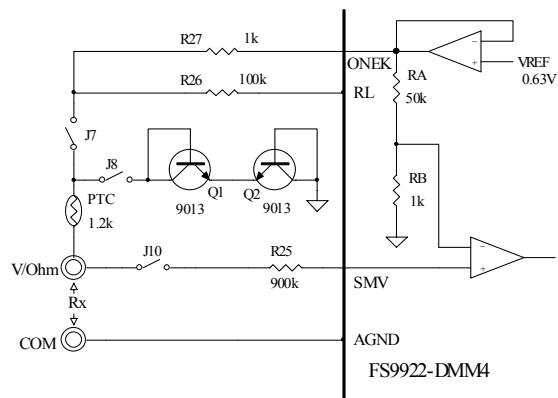 R27 1k
ONEK
R26 100k
RL
RA
50k
VREF
0.63V
J7
J8
Q1
Q2
9013
9013
PTC
1.2k
RB
1k
V/Ohm
J10
R25
900k
SMV
Rx
COM
AGND
FS9922-DMM4
-
+
-
+